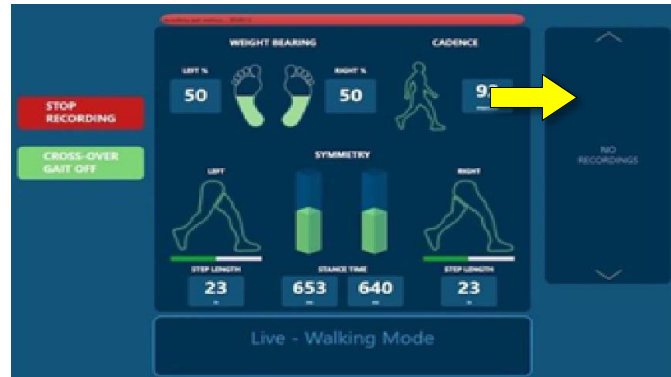 WEIGHT BEARING
CADENCE
LEFT %
RIGHT %
50
50
STOP
RECORDING
CROSS-OVER
GAIT OFF
NO
RECORDINGS
SYMMETRY
LEFT
RIGHT
STEP LENGTH
STANCE TIME
STEP LENGTH
23
653
640
23
Live - Walking Mode